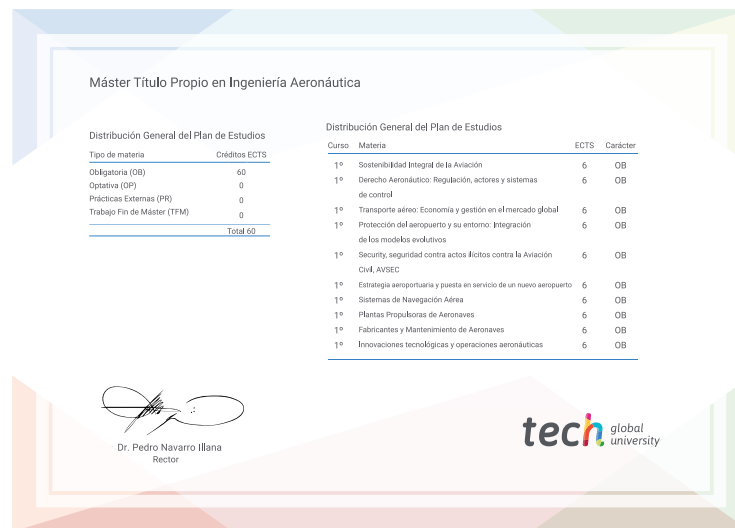 Máster Título Propio en Ingeniería Aeronáutica
Distribución General del Plan de Estudios
Tipo de materia Créditos ECTS
Obligatoria (OB) 60
Optativa (OP) 0
Prácticas Externas (PR) 0
Trabajo Fin de Máster (TFM) 0
Total 60
Distribución General del Plan de Estudios
Curso Materia ECTS Carácter
1º Sostenibilidad Integral de la Aviación 6 OB
1º Derecho Aeronáutico: Regulación, actores y sistemas 6 OB
de control
1º Transporte aéreo: Economía y gestión en el mercado global 6 OB
1º Protección del aeropuerto y su entorno: Integración 6 OB
de los modelos evolutivos
1º Security, seguridad contra actos ilícitos contra la Aviación 6 OB
Civil, AVSEC
1º Estrategia aeroportuaria y puesta en servicio de un nuevo aeropuerto 6 OB
1º Sistemas de Navegación Aérea 6 OB
1º Plantas Propulsoras de Aeronaves 6 OB
1º Fabricantes y Mantenimiento de Aeronaves 6 OB
1º Innovaciones tecnológicas y operaciones aeronáuticas 6 OB
Dr. Pedro Navarro Illana
Rector
tech global
university